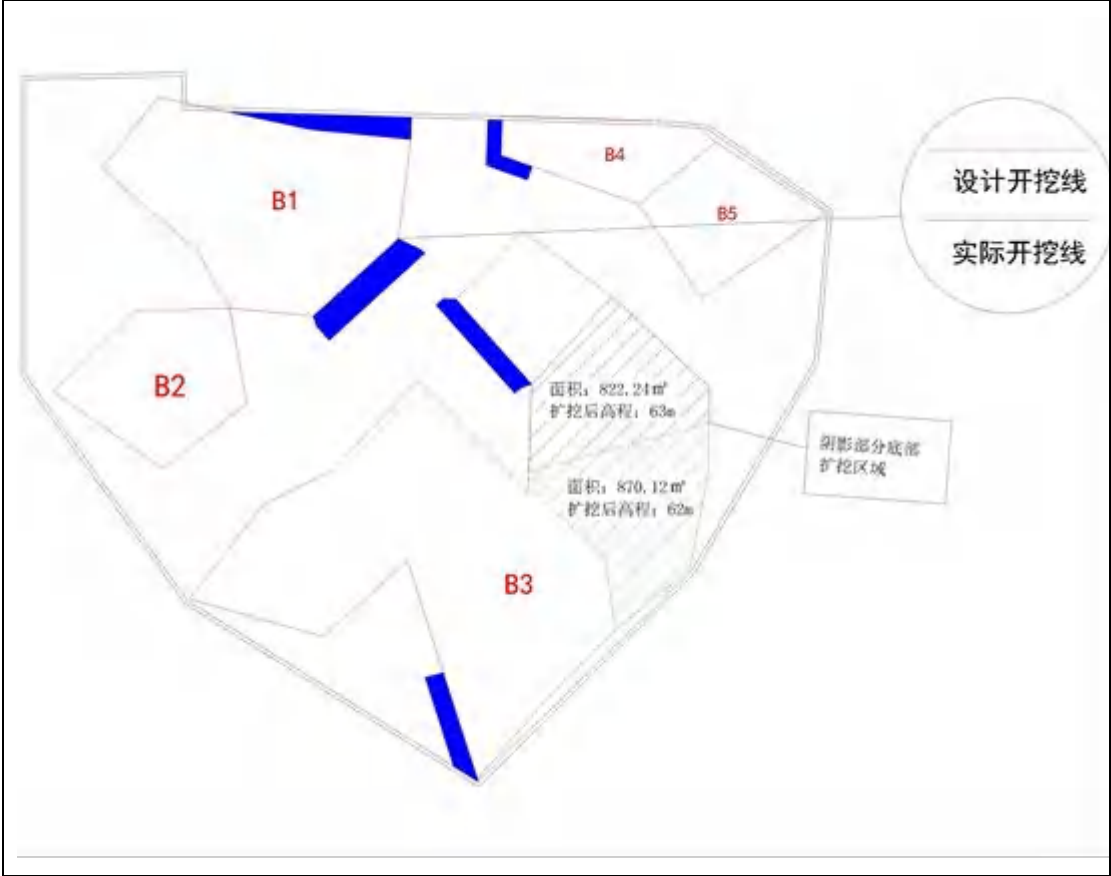 B4
设计开挖线
B1
B5
实际开挖线
B2
面积：822.24㎡
扩挖后高程：63m
阴影部分底部
扩挖区域
面积：870.12㎡
扩挖后高程：62m
B3